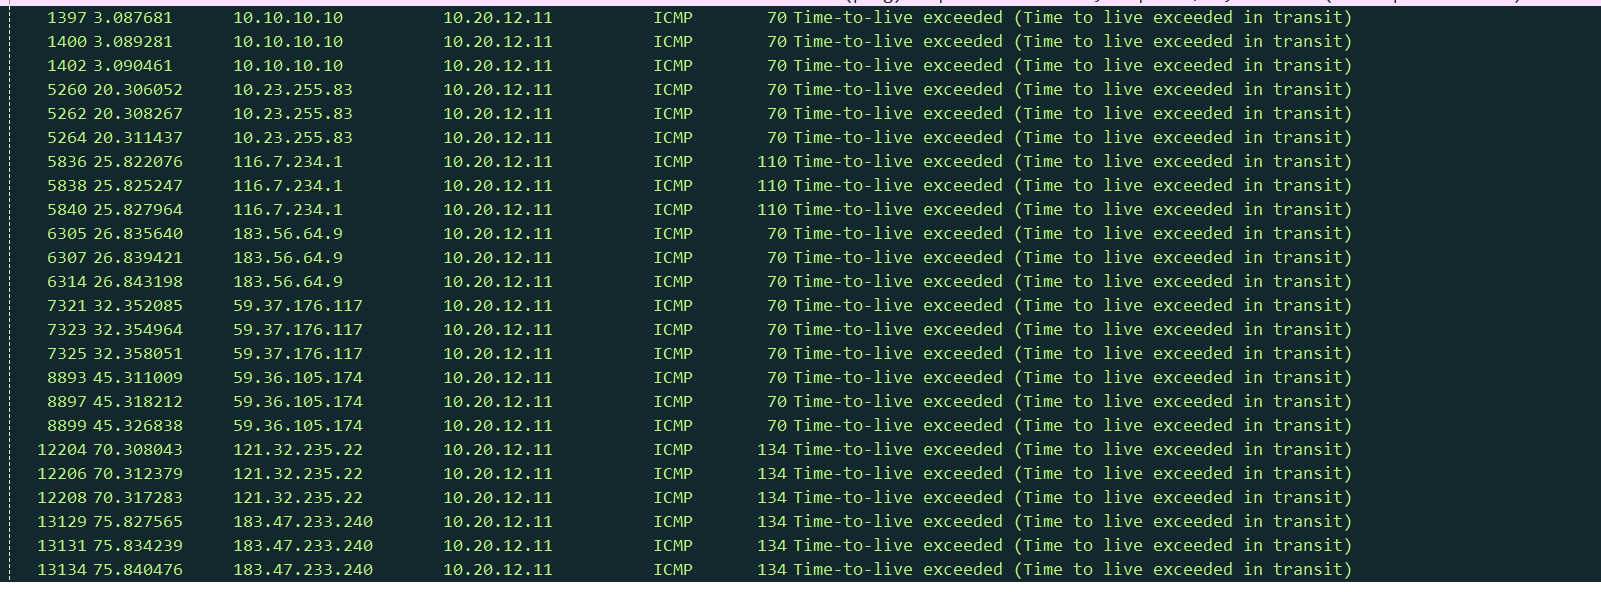 1397 3.087681 10.10.10.10 10.20.12.11 ICMP 70 Time-to-live exceeded (Time to live exceeded in transit)
1400 3.089281 10.10.10.10 10.20.12.11 ICMP 70 Time-to-live exceeded (Time to live exceeded in transit)
1402 3.090461 10.10.10.10 10.20.12.11 ICMP 70 Time-to-live exceeded (Time to live exceeded in transit)
5260 20.306052 10.23.255.83 10.20.12.11 ICMP 70 Time-to-live exceeded (Time to live exceeded in transit)
5262 20.308267 10.23.255.83 10.20.12.11 ICMP 70 Time-to-live exceeded (Time to live exceeded in transit)
5264 20.311437 10.23.255.83 10.20.12.11 ICMP 70 Time-to-live exceeded (Time to live exceeded in transit)
5836 25.822076 116.7.234.1 10.20.12.11 ICMP 110 Time-to-live exceeded (Time to live exceeded in transit)
5838 25.825247 116.7.234.1 10.20.12.11 ICMP 110 Time-to-live exceeded (Time to live exceeded in transit)
5840 25.827964 116.7.234.1 10.20.12.11 ICMP 110 Time-to-live exceeded (Time to live exceeded in transit)
6305 26.835640 183.56.64.9 10.20.12.11 ICMP 70 Time-to-live exceeded (Time to live exceeded in transit)
6307 26.839421 183.56.64.9 10.20.12.11 ICMP 70 Time-to-live exceeded (Time to live exceeded in transit)
6314 26.843198 183.56.64.9 10.20.12.11 ICMP 70 Time-to-live exceeded (Time to live exceeded in transit)
7321 32.352085 59.37.176.117 10.20.12.11 ICMP 70 Time-to-live exceeded (Time to live exceeded in transit)
7323 32.354964 59.37.176.117 10.20.12.11 ICMP 70 Time-to-live exceeded (Time to live exceeded in transit)
7325 32.358051 59.37.176.117 10.20.12.11 ICMP 70 Time-to-live exceeded (Time to live exceeded in transit)
8893 45.311009 59.36.105.174 10.20.12.11 ICMP 70 Time-to-live exceeded (Time to live exceeded in transit)
8897 45.318212 59.36.105.174 10.20.12.11 ICMP 70 Time-to-live exceeded (Time to live exceeded in transit)
8899 45.326838 59.36.105.174 10.20.12.11 ICMP 70 Time-to-live exceeded (Time to live exceeded in transit)
12204 70.308043 121.32.235.22 10.20.12.11 ICMP 134 Time-to-live exceeded (Time to live exceeded in transit)
12206 70.312379 121.32.235.22 10.20.12.11 ICMP 134 Time-to-live exceeded (Time to live exceeded in transit)
12208 70.317283 121.32.235.22 10.20.12.11 ICMP 134 Time-to-live exceeded (Time to live exceeded in transit)
13129 75.827565 183.47.233.240 10.20.12.11 ICMP 134 Time-to-live exceeded (Time to live exceeded in transit)
13131 75.834239 183.47.233.240 10.20.12.11 ICMP 134 Time-to-live exceeded (Time to live exceeded in transit)
13134 75.840476 183.47.233.240 10.20.12.11 ICMP 134 Time-to-live exceeded (Time to live exceeded in transit)